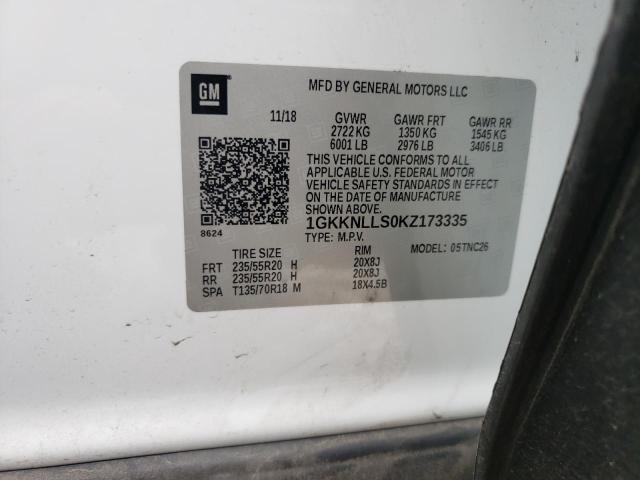 GM
MFD BY GENERAL MOTORS LLC
11/18 GVWR GAWR FRT GAWR RR
2722 KG 1350 KG 1545 KG
6001 LB 2976 LB 3406 LB
THIS VEHICLE CONFORMS TO ALL
APPLICABLE U.S. FEDERAL MOTOR
VEHICLE SAFETY STANDARDS IN EFFECT
ON THE DATE OF MANUFACTURE
SHOWN ABOVE.
8624
1GKKNLLS0KZ173335
TYPE: M.P.V. MODEL: 05TNC26
TIRE SIZE RIM
FRT 235/55R20 H 20X8J
RR 235/55R20 H 20X8J
SPA T135/70R18 M 18X4.5B